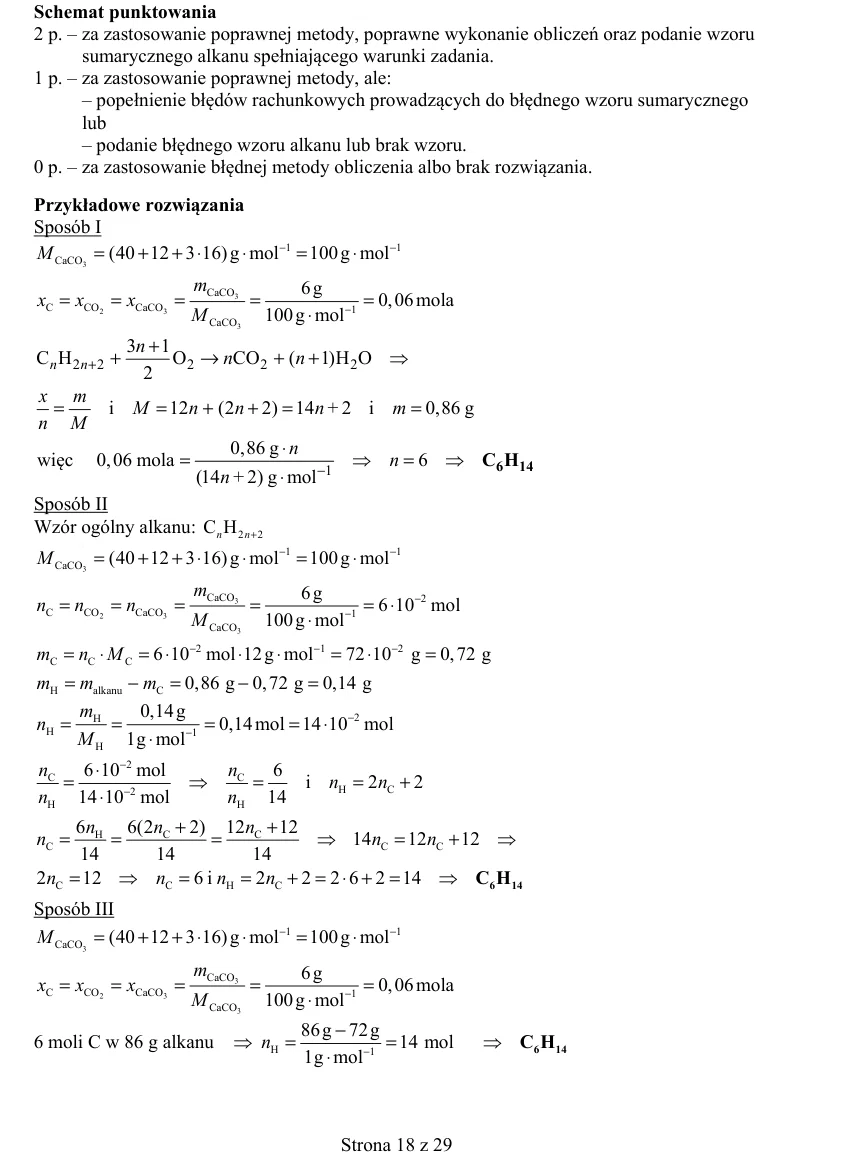 Schemat punktowania
2 p. – za zastosowanie poprawnej metody, poprawne wykonanie obliczeń oraz podanie wzoru
sumarycznego alkanu spełniającego warunki zadania.
1 p. – za zastosowanie poprawnej metody, ale:
– popełnienie błędów rachunkowych prowadzących do błędnego wzoru sumarycznego
lub
– podanie błędnego wzoru alkanu lub brak wzoru.
0 p. – za zastosowanie błędnej metody obliczenia albo brak rozwiązania.
Przykładowe rozwiązania
Sposób I
M_CaCO₃ = (40 + 12 + 3·16) g·mol⁻¹ = 100 g·mol⁻¹
x_C = x_CO₂ = x_CaCO₃ = m_CaCO₃ / M_CaCO₃ = 6 g / 100 g·mol⁻¹ = 0,06 mola
CₙH₂ₙ₊₂ + (3n + 1)/2 O₂ → nCO₂ + (n + 1)H₂O ⇒
x/n = m/M i M = 12n + (2n + 2) = 14n + 2 i m = 0,86 g
więc 0,06 mola = 0,86 g·n / (14n + 2) g·mol⁻¹ ⇒ n = 6 ⇒ C₆H₁₄
Sposób II
Wzór ogólny alkanu: CₙH₂ₙ₊₂
M_CaCO₃ = (40 + 12 + 3·16) g·mol⁻¹ = 100 g·mol⁻¹
n_C = n_CO₂ = n_CaCO₃ = m_CaCO₃ / M_CaCO₃ = 6 g / 100 g·mol⁻¹ = 6·10⁻² mol
m_C = n_C · M_C = 6·10⁻² mol·12 g·mol⁻¹ = 72·10⁻² g = 0,72 g
m_H = m_alkanu − m_C = 0,86 g − 0,72 g = 0,14 g
n_H = m_H / M_H = 0,14 g / 1 g·mol⁻¹ = 0,14 mol = 14·10⁻² mol
n_C / n_H = 6·10⁻² mol / 14·10⁻² mol ⇒ n_C / n_H = 6/14 i n_H = 2n_C + 2
n_C = 6n_H / 14 = 6(2n_C + 2) / 14 = (12n_C + 12) / 14 ⇒ 14n_C = 12n_C + 12 ⇒
2n_C = 12 ⇒ n_C = 6 i n_H = 2n_C + 2 = 2·6 + 2 = 14 ⇒ C₆H₁₄
Sposób III
M_CaCO₃ = (40 + 12 + 3·16) g·mol⁻¹ = 100 g·mol⁻¹
x_C = x_CO₂ = x_CaCO₃ = m_CaCO₃ / M_CaCO₃ = 6 g / 100 g·mol⁻¹ = 0,06 mola
6 moli C w 86 g alkanu ⇒ n_H = (86 g − 72 g) / 1 g·mol⁻¹ = 14 mol ⇒ C₆H₁₄
Strona 18 z 29